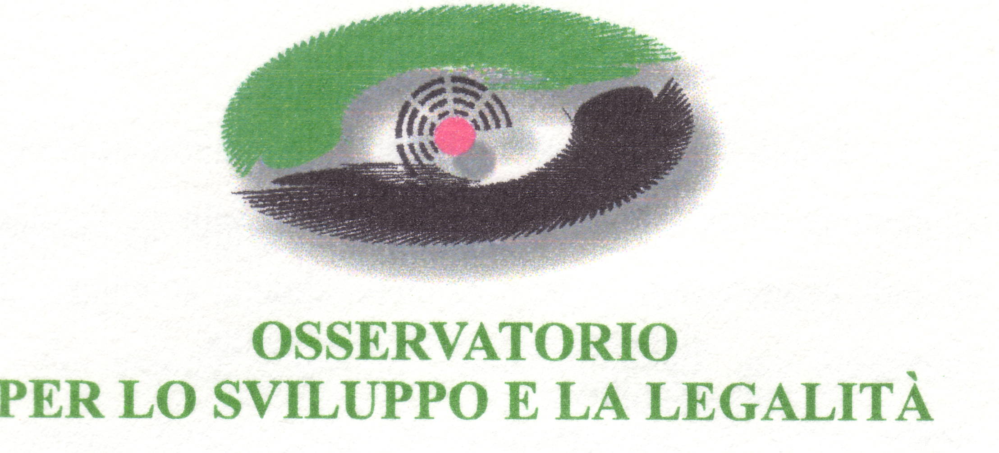 OSSERVATORIO
PER LO SVILUPPO E LA LEGALITÀ